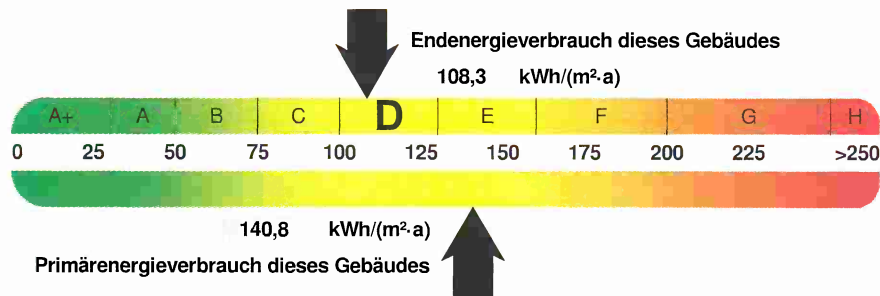 Endenergieverbrauch dieses Gebäudes
108,3 kWh/(m²·a)
A+ A B C D E F G H
0 25 50 75 100 125 150 175 200 225 >250
140,8 kWh/(m²·a)
Primärenergieverbrauch dieses Gebäudes